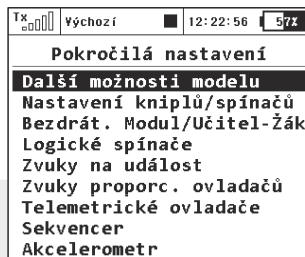 Tx Výchozí 12:22:56 57%
Pokročilá nastavení
Další možnosti modelu
Nastavení kniplů/spínačů
Bezdrát. Modul/Učitel-Žák
Logické spínače
Zvuky na událost
Zvuky proporc. ovladačů
Telemetrické ovladače
Sekvencer
Akcelerometr